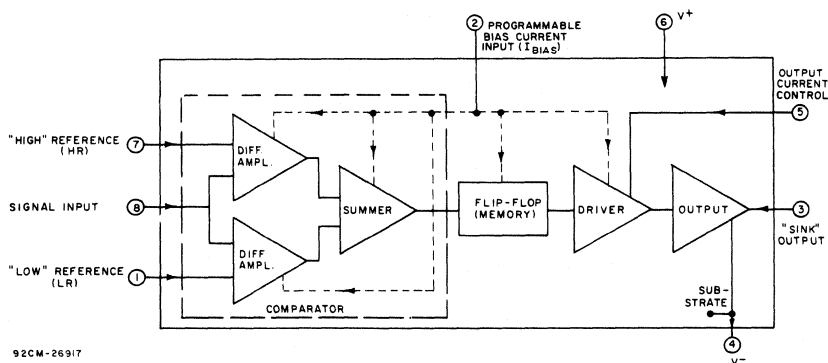 ② PROGRAMMABLE
BIAS CURRENT
INPUT (I BIAS)
⑥ V+
OUTPUT
CURRENT
CONTROL
⑤
"HIGH" REFERENCE
(HR)
⑦
DIFF.
AMPL.
SIGNAL INPUT
⑧
SUMMER
FLIP-FLOP
(MEMORY)
DRIVER
OUTPUT
③
"SINK"
OUTPUT
"LOW" REFERENCE
(LR)
①
DIFF.
AMPL.
COMPARATOR
SUB-
STRATE
④
V-
92CM-26917